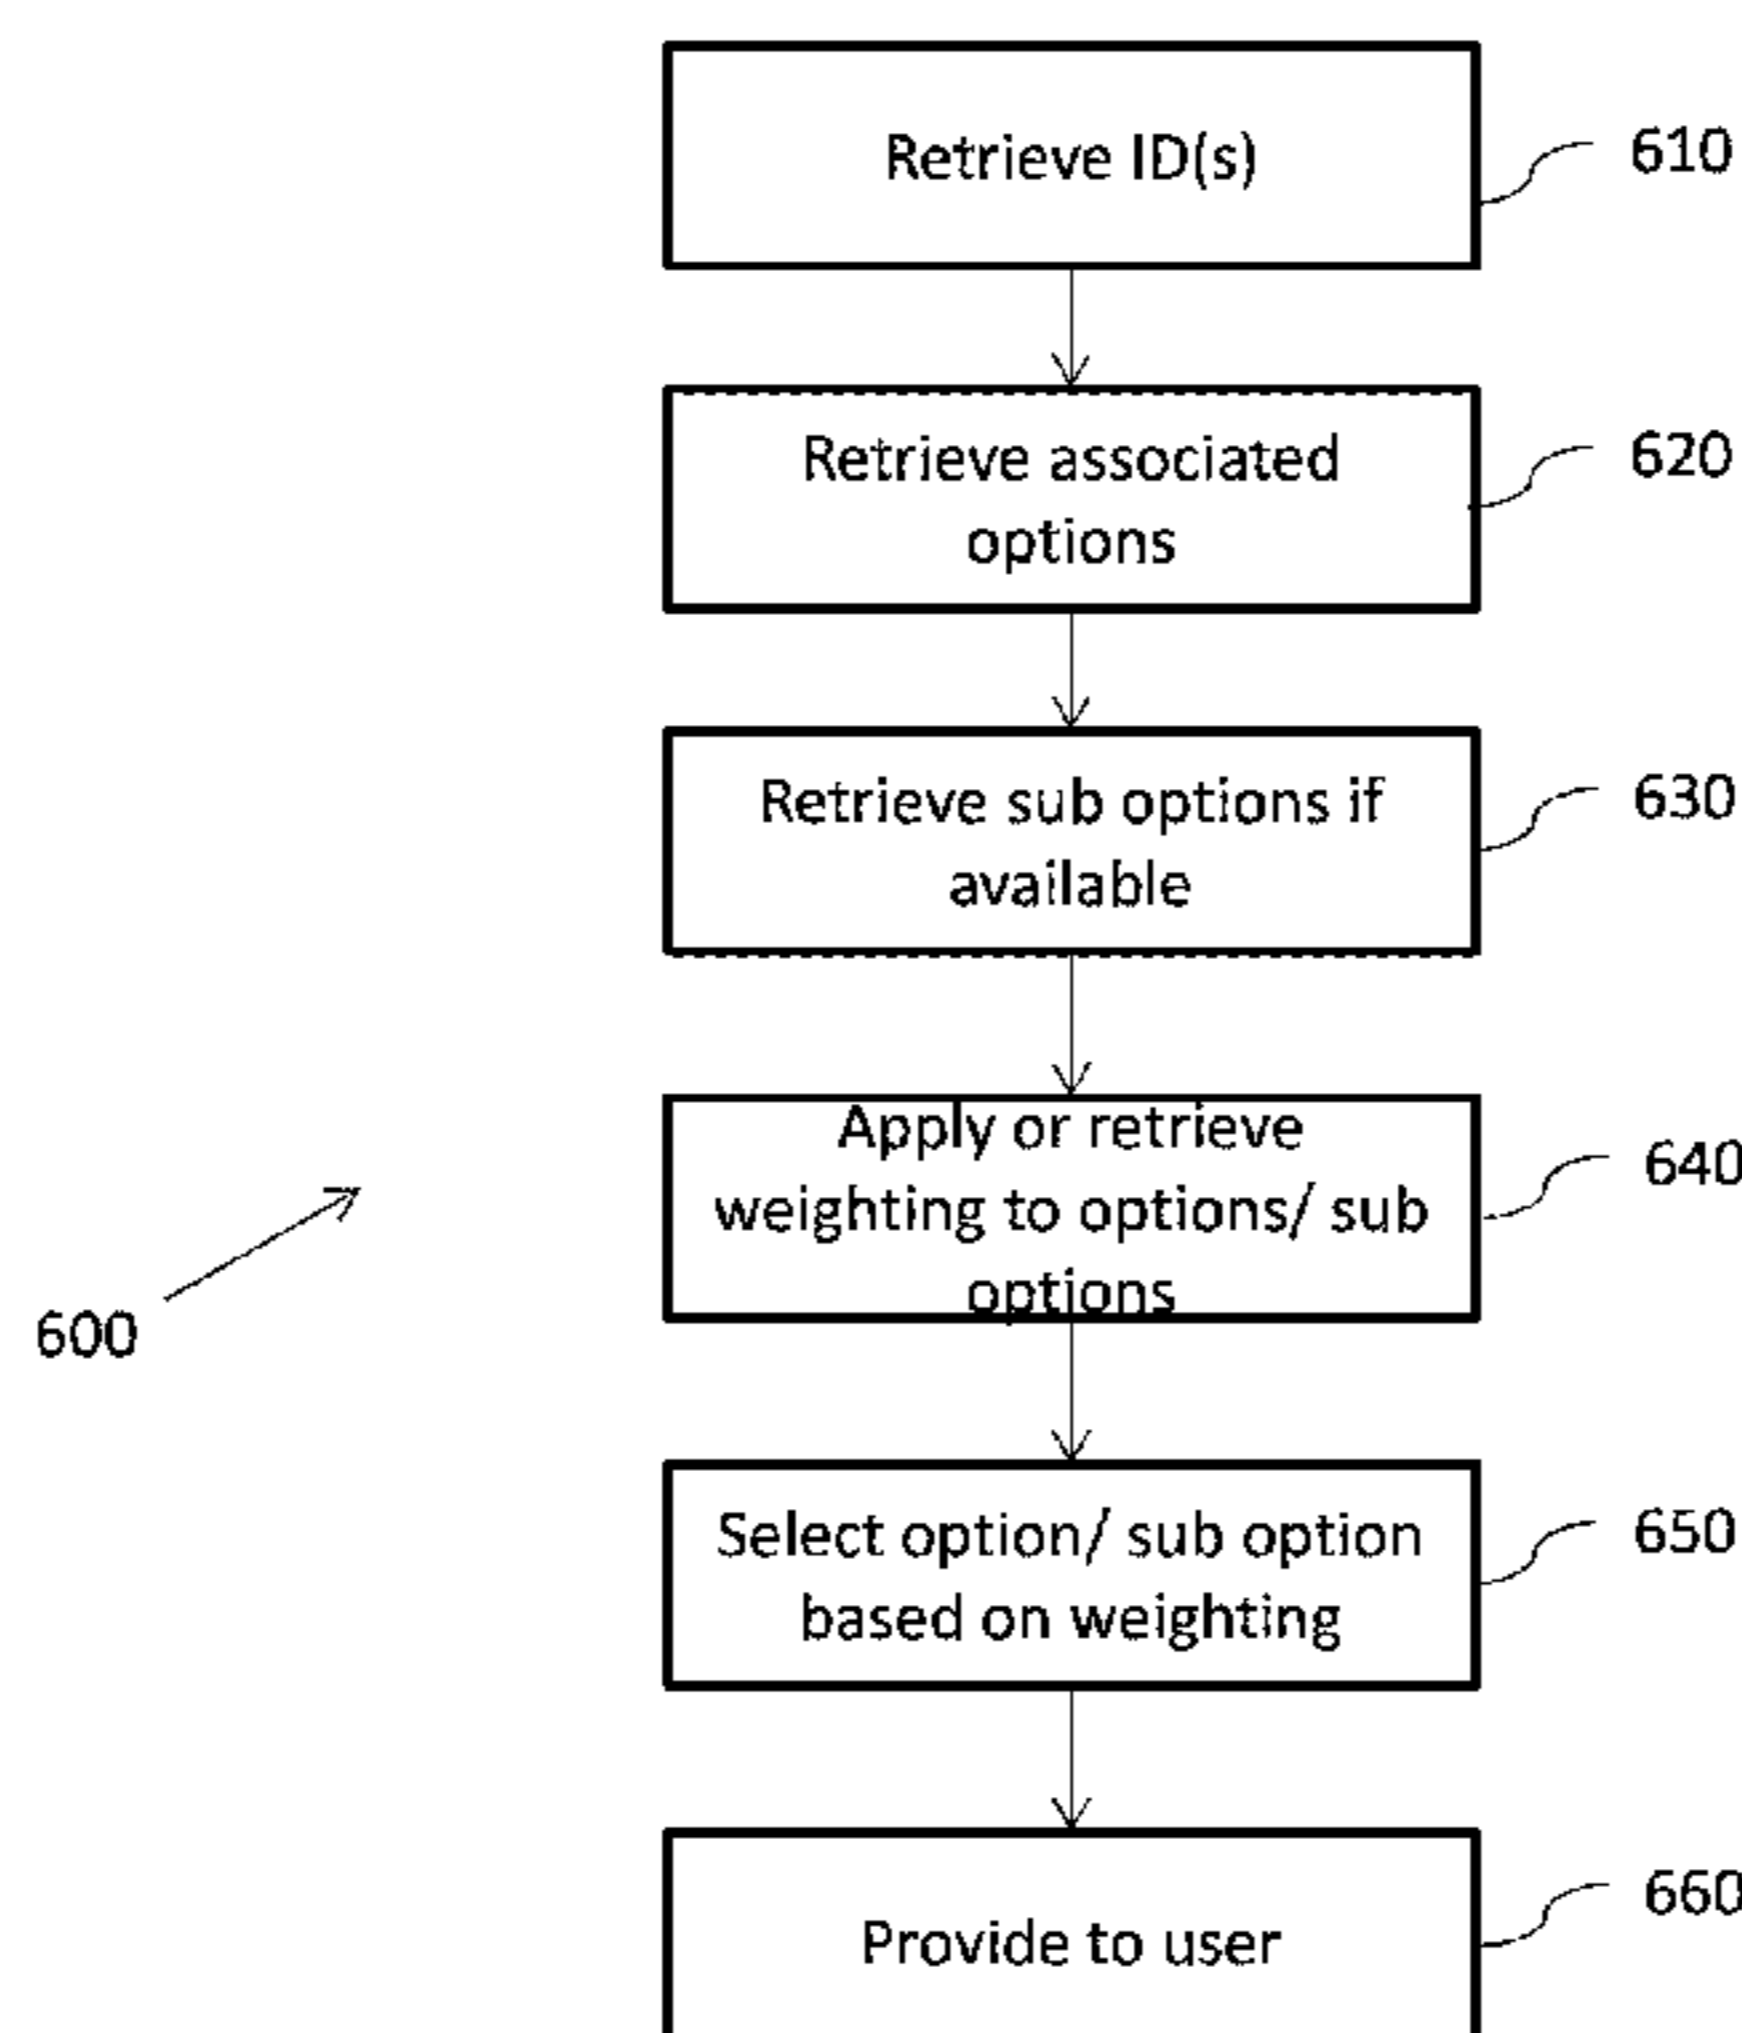 Retrieve ID(s)
610
Retrieve associated
options
620
Retrieve sub options if
available
630
Apply or retrieve
weighting to options/ sub
options
640
600
Select option/ sub option
based on weighting
650
Provide to user
660